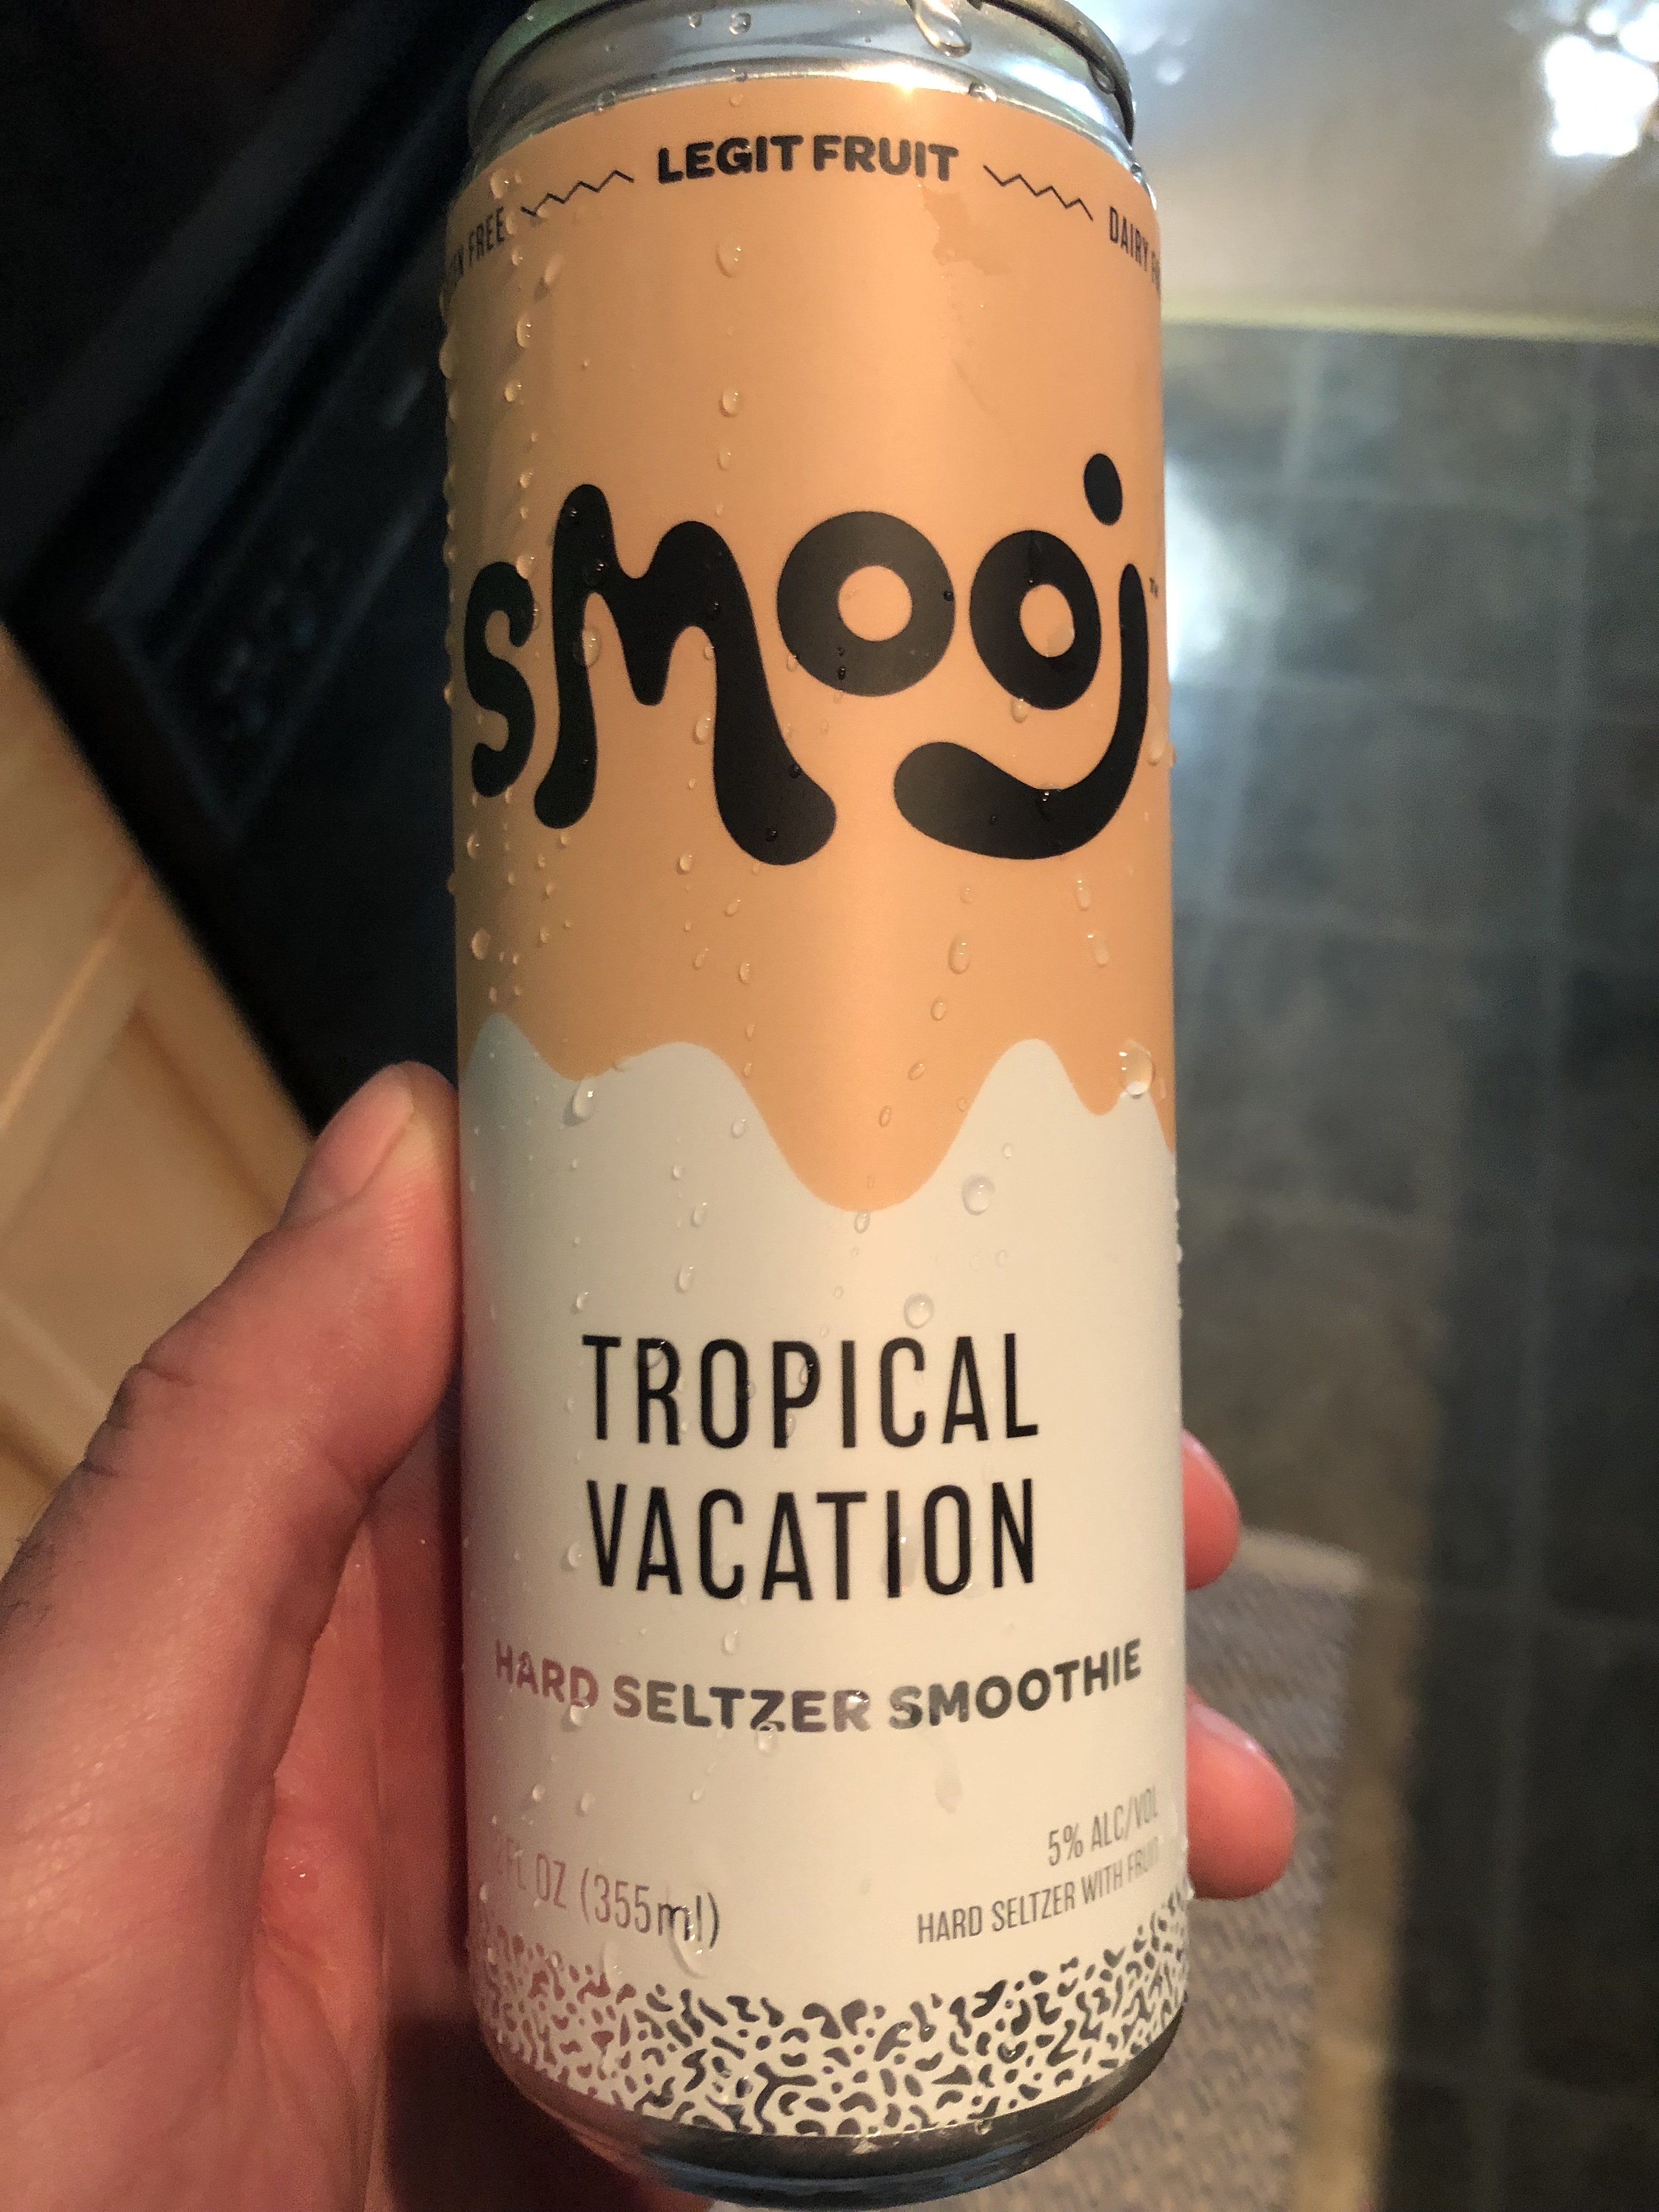 LEGIT FRUIT
FREE
DAIRY
smooj
TROPICAL
VACATION
HARD SELTZER SMOOTHIE
5% ALC/VOL
FL OZ (355ml)
HARD SELTZER WITH FRUIT